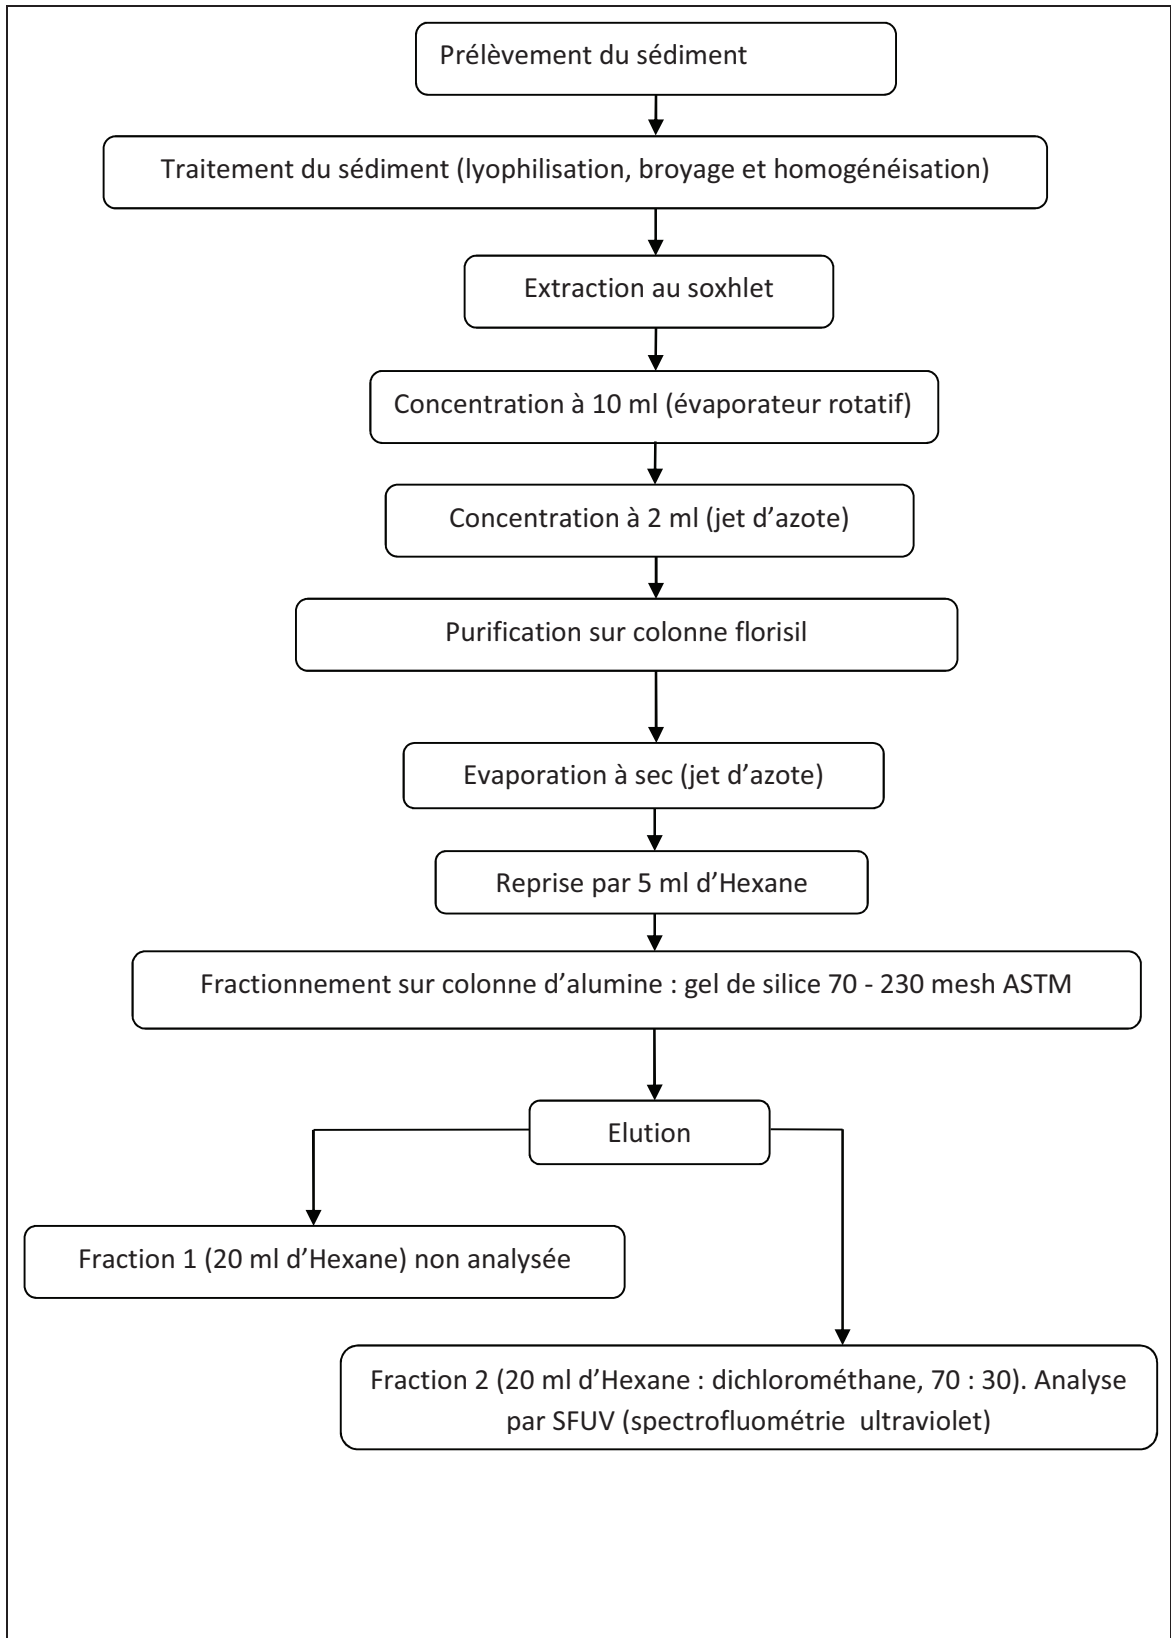 Prélèvement du sédiment
Traitement du sédiment (lyophilisation, broyage et homogénéisation)
Extraction au soxhlet
Concentration à 10 ml (évaporateur rotatif)
Concentration à 2 ml (jet d’azote)
Purification sur colonne florisil
Evaporation à sec (jet d’azote)
Reprise par 5 ml d’Hexane
Fractionnement sur colonne d’alumine : gel de silice 70 - 230 mesh ASTM
Elution
Fraction 1 (20 ml d’Hexane) non analysée
Fraction 2 (20 ml d’Hexane : dichlorométhane, 70 : 30). Analyse
par SFUV (spectrofluométrie ultraviolet)